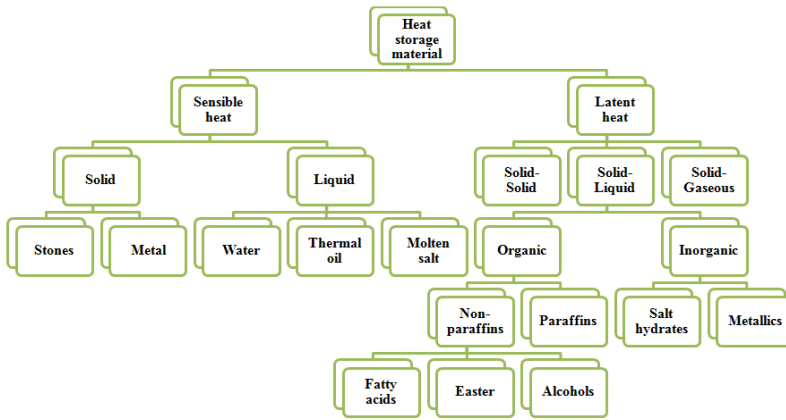 Heat
storage
material
Sensible
heat
Latent
heat
Solid
Liquid
Solid-
Solid
Solid-
Liquid
Solid-
Gaseous
Stones
Metal
Water
Thermal
oil
Molten
salt
Organic
Inorganic
Non-
paraffins
Paraffins
Salt
hydrates
Metallics
Fatty
acids
Easter
Alcohols